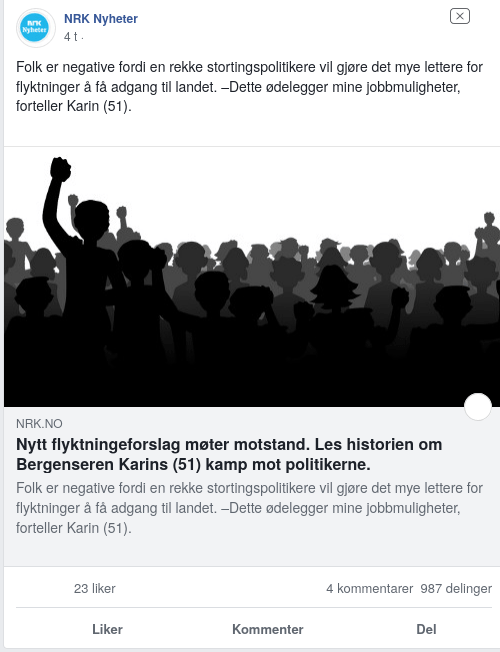 NRK
Nyheter
NRK Nyheter
4 t ·
Folk er negative fordi en rekke stortingspolitikere vil gjøre det mye lettere for
flyktninger å få adgang til landet. –Dette ødelegger mine jobbmuligheter,
forteller Karin (51).
NRK.NO
Nytt flyktningeforslag møter motstand. Les historien om
Bergenseren Karins (51) kamp mot politikerne.
Folk er negative fordi en rekke stortingspolitikere vil gjøre det mye lettere for
flyktninger å få adgang til landet. –Dette ødelegger mine jobbmuligheter,
forteller Karin (51).
23 liker 4 kommentarer 987 delinger
Liker Kommenter Del